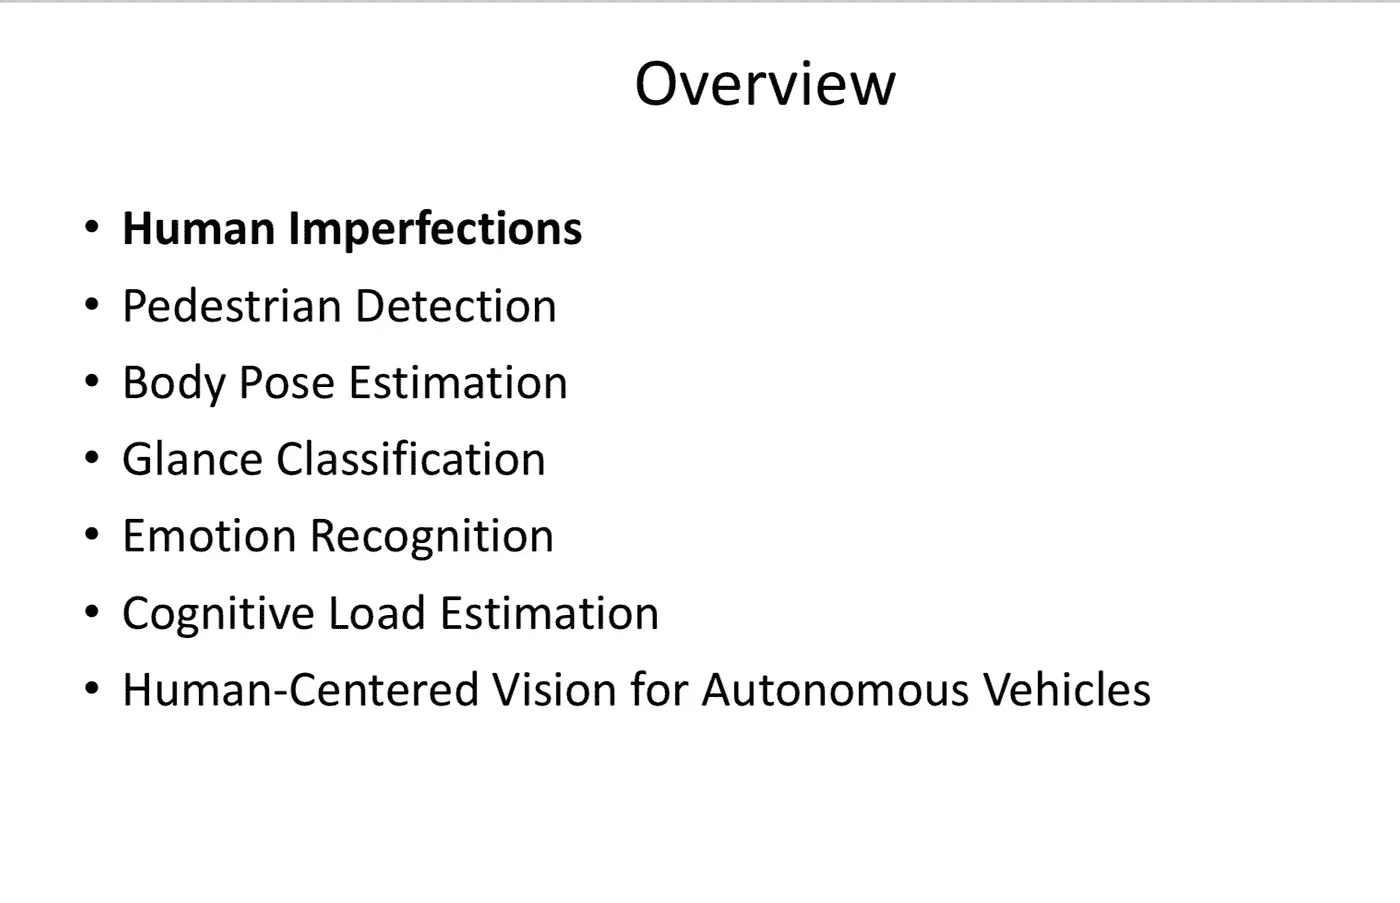 Overview
• Human Imperfections
• Pedestrian Detection
• Body Pose Estimation
• Glance Classification
• Emotion Recognition
• Cognitive Load Estimation
• Human-Centered Vision for Autonomous Vehicles